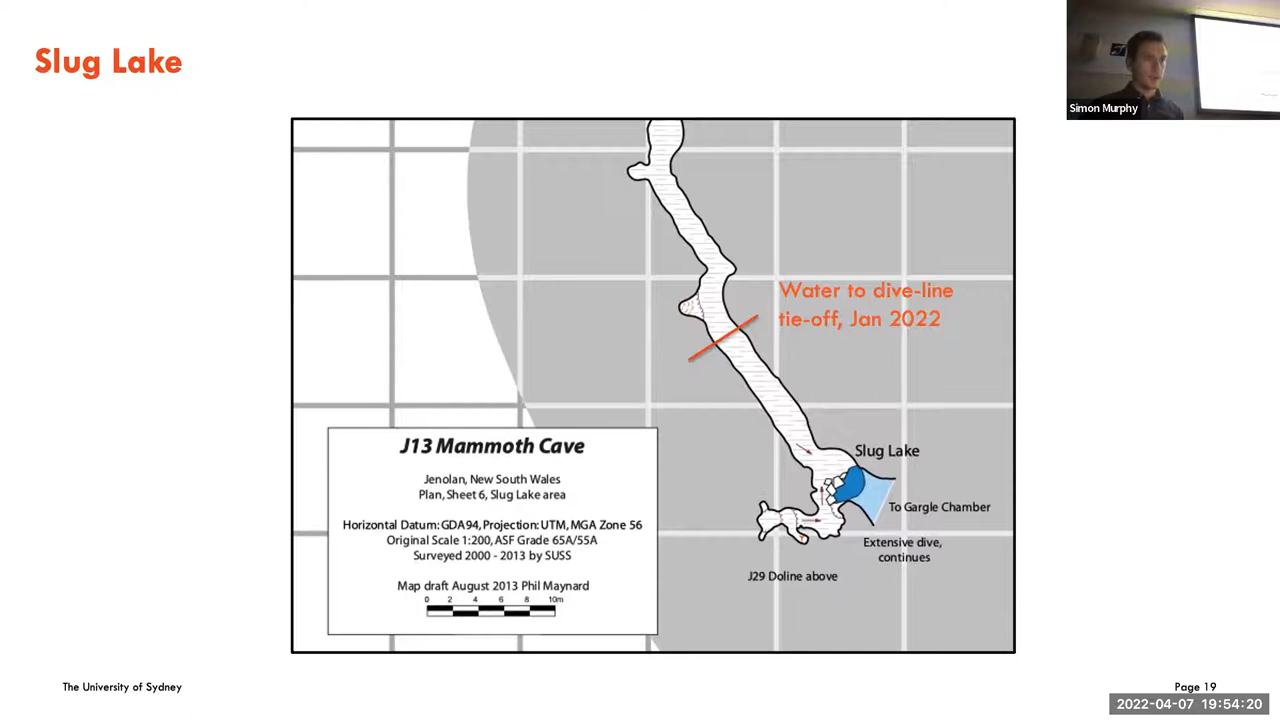 Slug Lake
Simon Murphy
Water to dive-line
tie-off, Jan 2022
Slug Lake
To Gargle Chamber
Extensive dive,
continues
J29 Doline above
J13 Mammoth Cave
Jenolan, New South Wales
Plan, Sheet 6, Slug Lake area
Horizontal Datum: GDA94, Projection: UTM, MGA Zone 56
Original Scale 1:200, ASF Grade 65A/55A
Surveyed 2000 - 2013 by SUSS
Map draft August 2013 Phil Maynard
0 2 4 6 8 10m
The University of Sydney
Page 19
2022-04-07 19:54:20